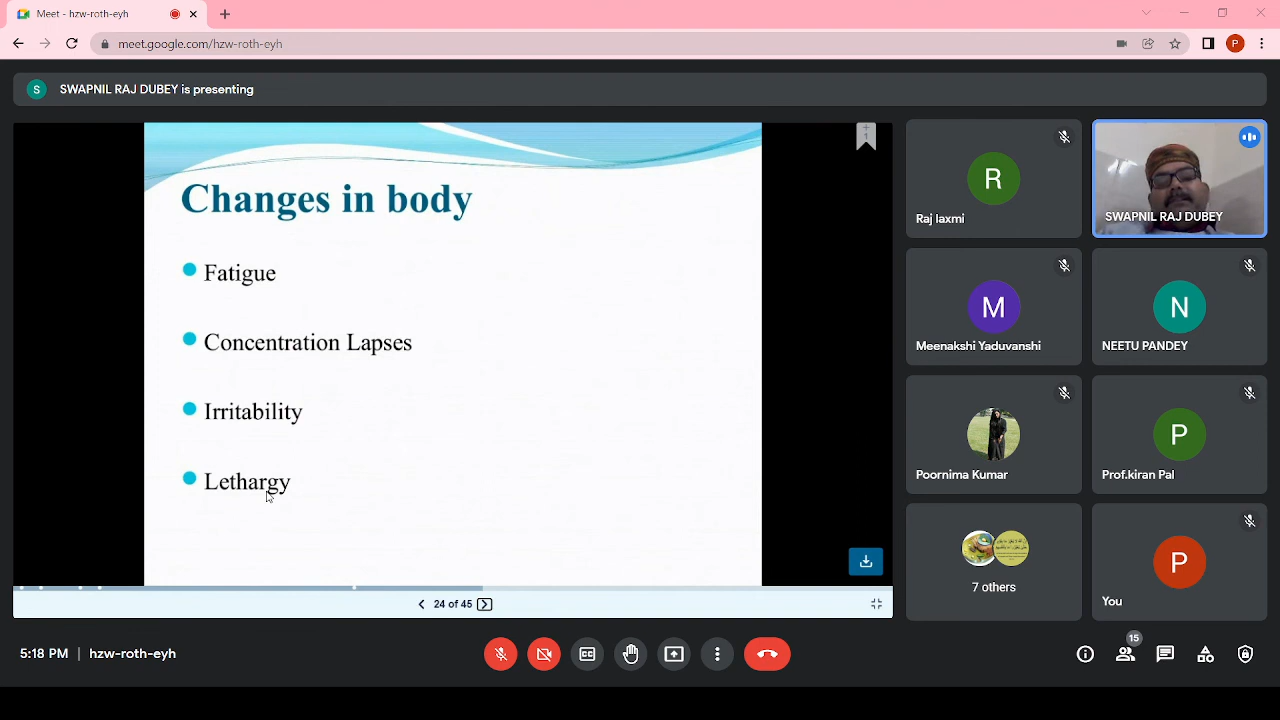 Meet - hzw-roth-eyh
meet.google.com/hzw-roth-eyh
P
S
SWAPNIL RAJ DUBEY is presenting
1
Changes in body
Fatigue
Concentration Lapses
Irritability
Lethargy
24 of 45
R
Raj laxmi
SWAPNIL RAJ DUBEY
M
Meenakshi Yaduvanshi
N
NEETU PANDEY
Poornima Kumar
P
Prof.kiran Pal
7 others
P
You
5:18 PM | hzw-roth-eyh
CC
15